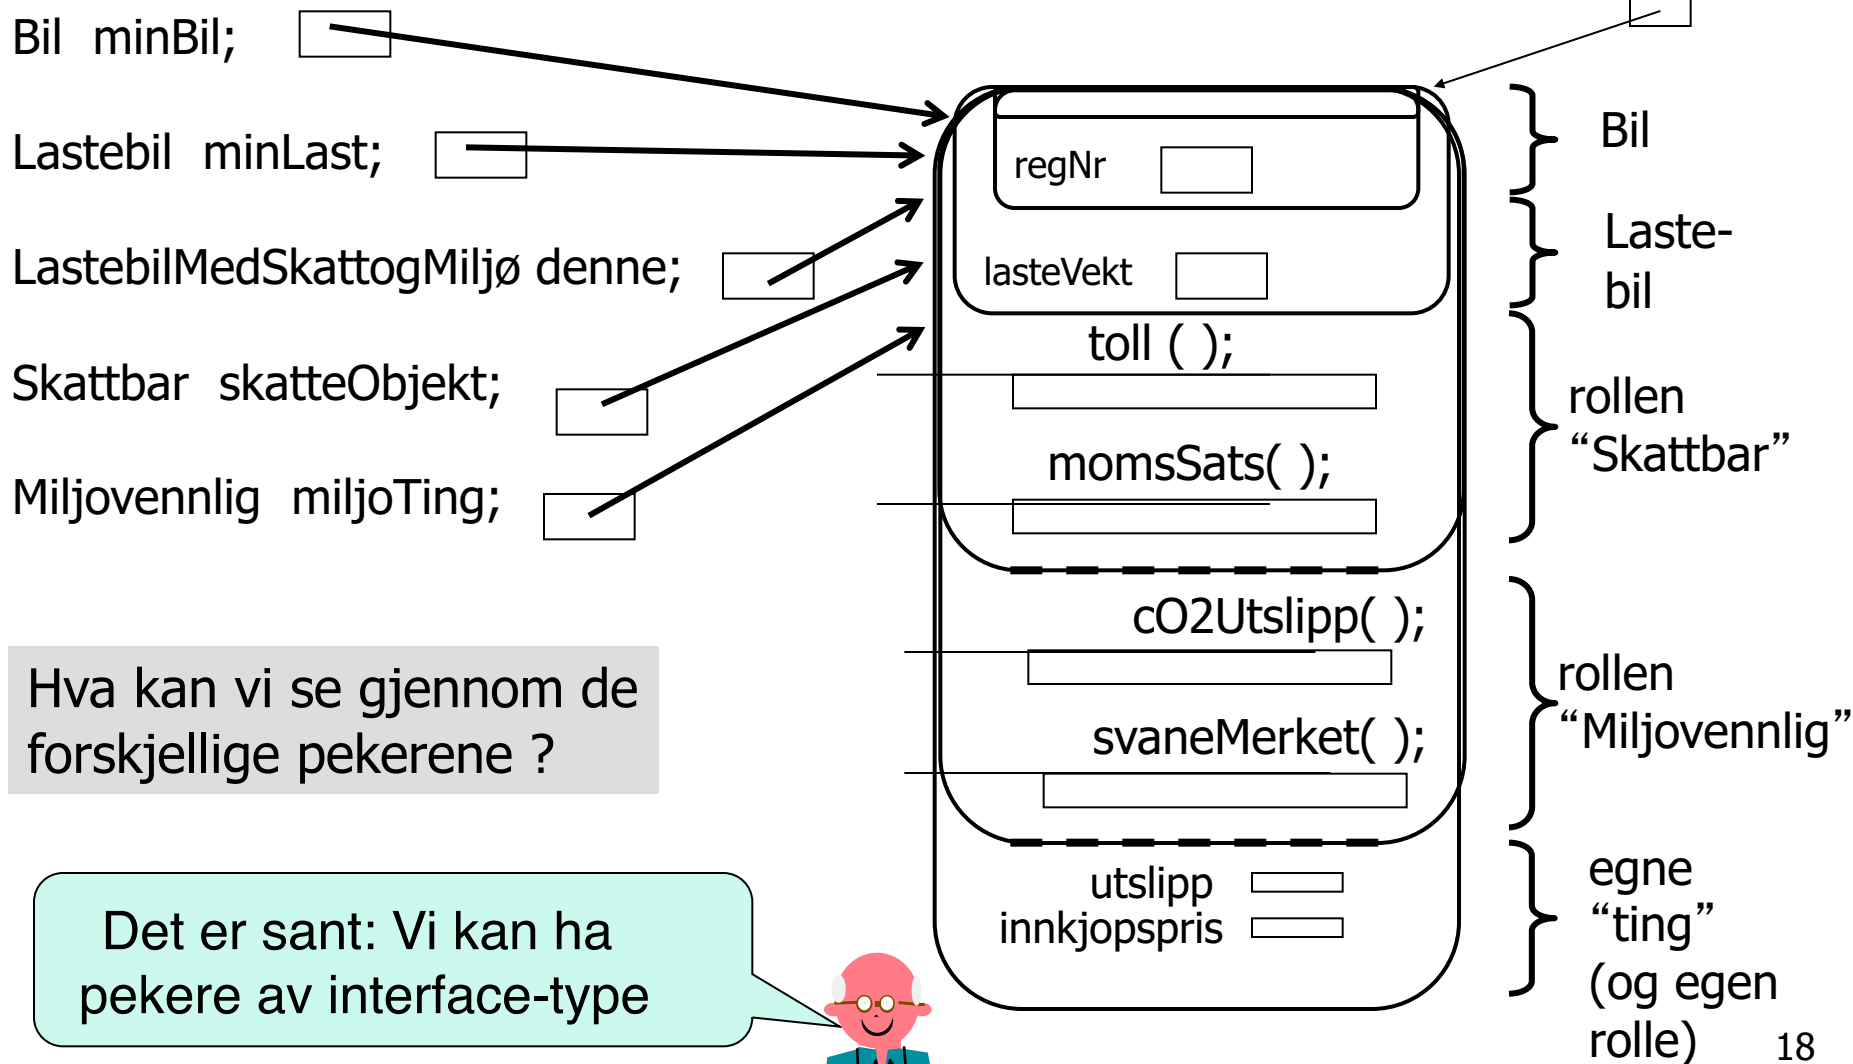 Bil minBil;
Lastebil minLast;
LastebilMedSkattogMiljø denne;
Skattbar skatteObjekt;
Miljovennlig miljoTing;
Hva kan vi se gjennom de
forskjellige pekerene ?
Det er sant: Vi kan ha
pekere av interface-type
regNr
lasteVekt
toll ( );
momsSats( );
cO2Utslipp( );
svaneMerket( );
utslipp
innkjopspris
Bil
Laste-
bil
rollen
“Skattbar”
rollen
“Miljovennlig”
egne
“ting”
(og egen
rolle)
18